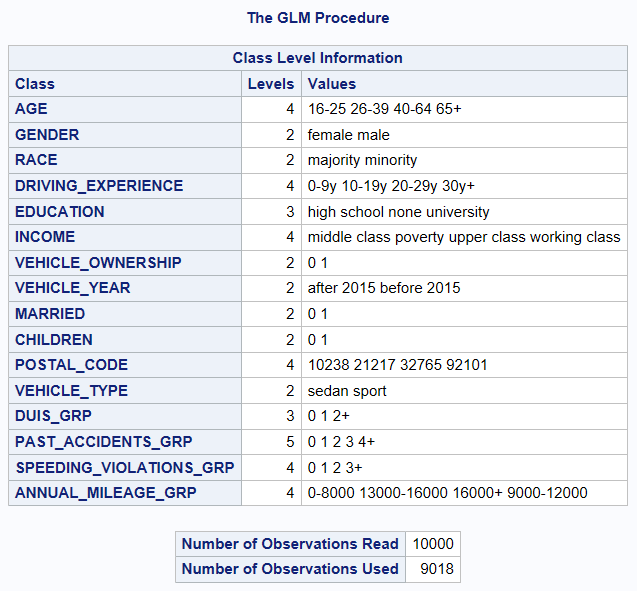 The GLM Procedure
Class Level Information
Class Levels Values
AGE 4 16-25 26-39 40-64 65+
GENDER 2 female male
RACE 2 majority minority
DRIVING_EXPERIENCE 4 0-9y 10-19y 20-29y 30y+
EDUCATION 3 high school none university
INCOME 4 middle class poverty upper class working class
VEHICLE_OWNERSHIP 2 0 1
VEHICLE_YEAR 2 after 2015 before 2015
MARRIED 2 0 1
CHILDREN 2 0 1
POSTAL_CODE 4 10238 21217 32765 92101
VEHICLE_TYPE 2 sedan sport
DUIS_GRP 3 0 1 2+
PAST_ACCIDENTS_GRP 5 0 1 2 3 4+
SPEEDING_VIOLATIONS_GRP 4 0 1 2 3+
ANNUAL_MILEAGE_GRP 4 0-8000 13000-16000 16000+ 9000-12000
Number of Observations Read 10000
Number of Observations Used 9018